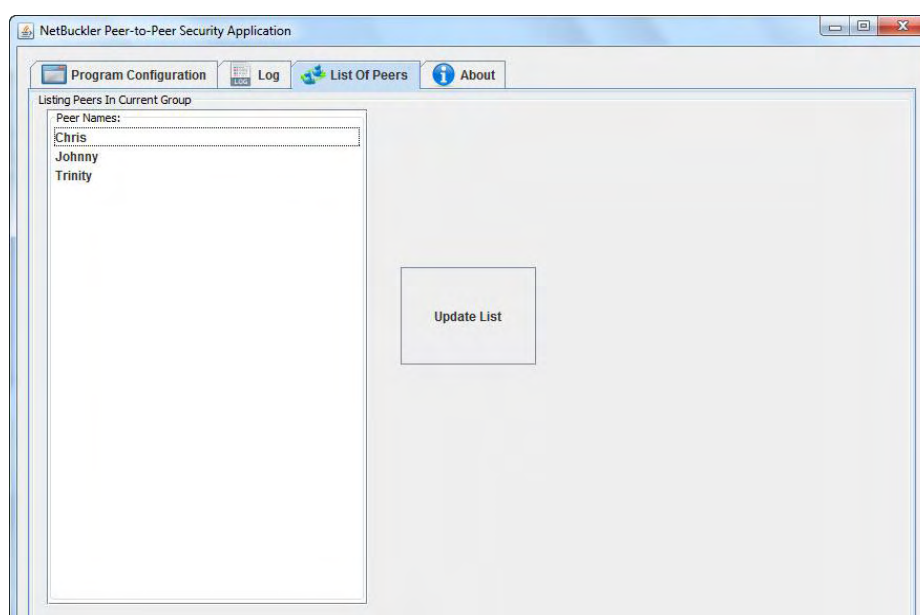 NetBuckler Peer-to-Peer Security Application
Program Configuration LOG Log List Of Peers About
Listing Peers In Current Group
Peer Names:
Chris
Johnny
Trinity
Update List